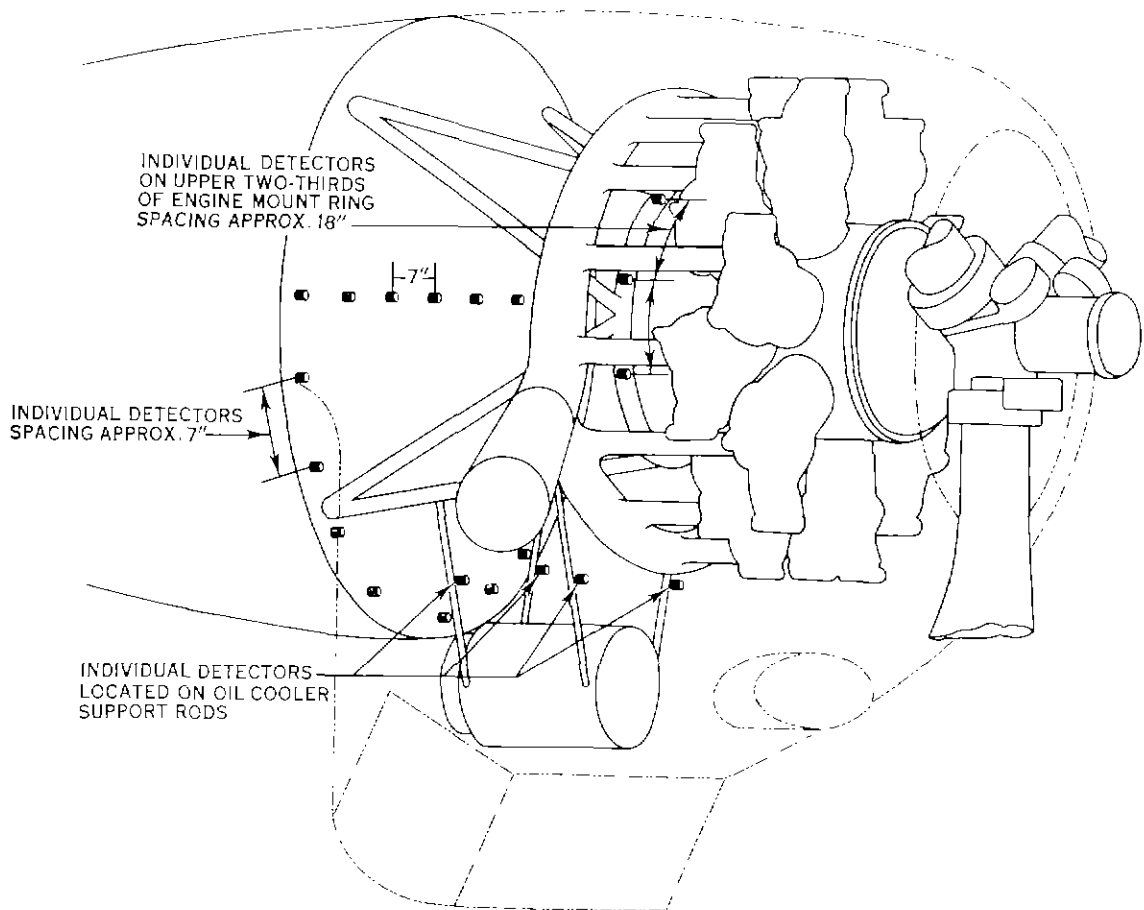 INDIVIDUAL DETECTORS
ON UPPER TWO-THIRDS
OF ENGINE MOUNT RING
SPACING APPROX. 18"
7"
INDIVIDUAL DETECTORS
SPACING APPROX. 7"
INDIVIDUAL DETECTORS
LOCATED ON OIL COOLER
SUPPORT RODS